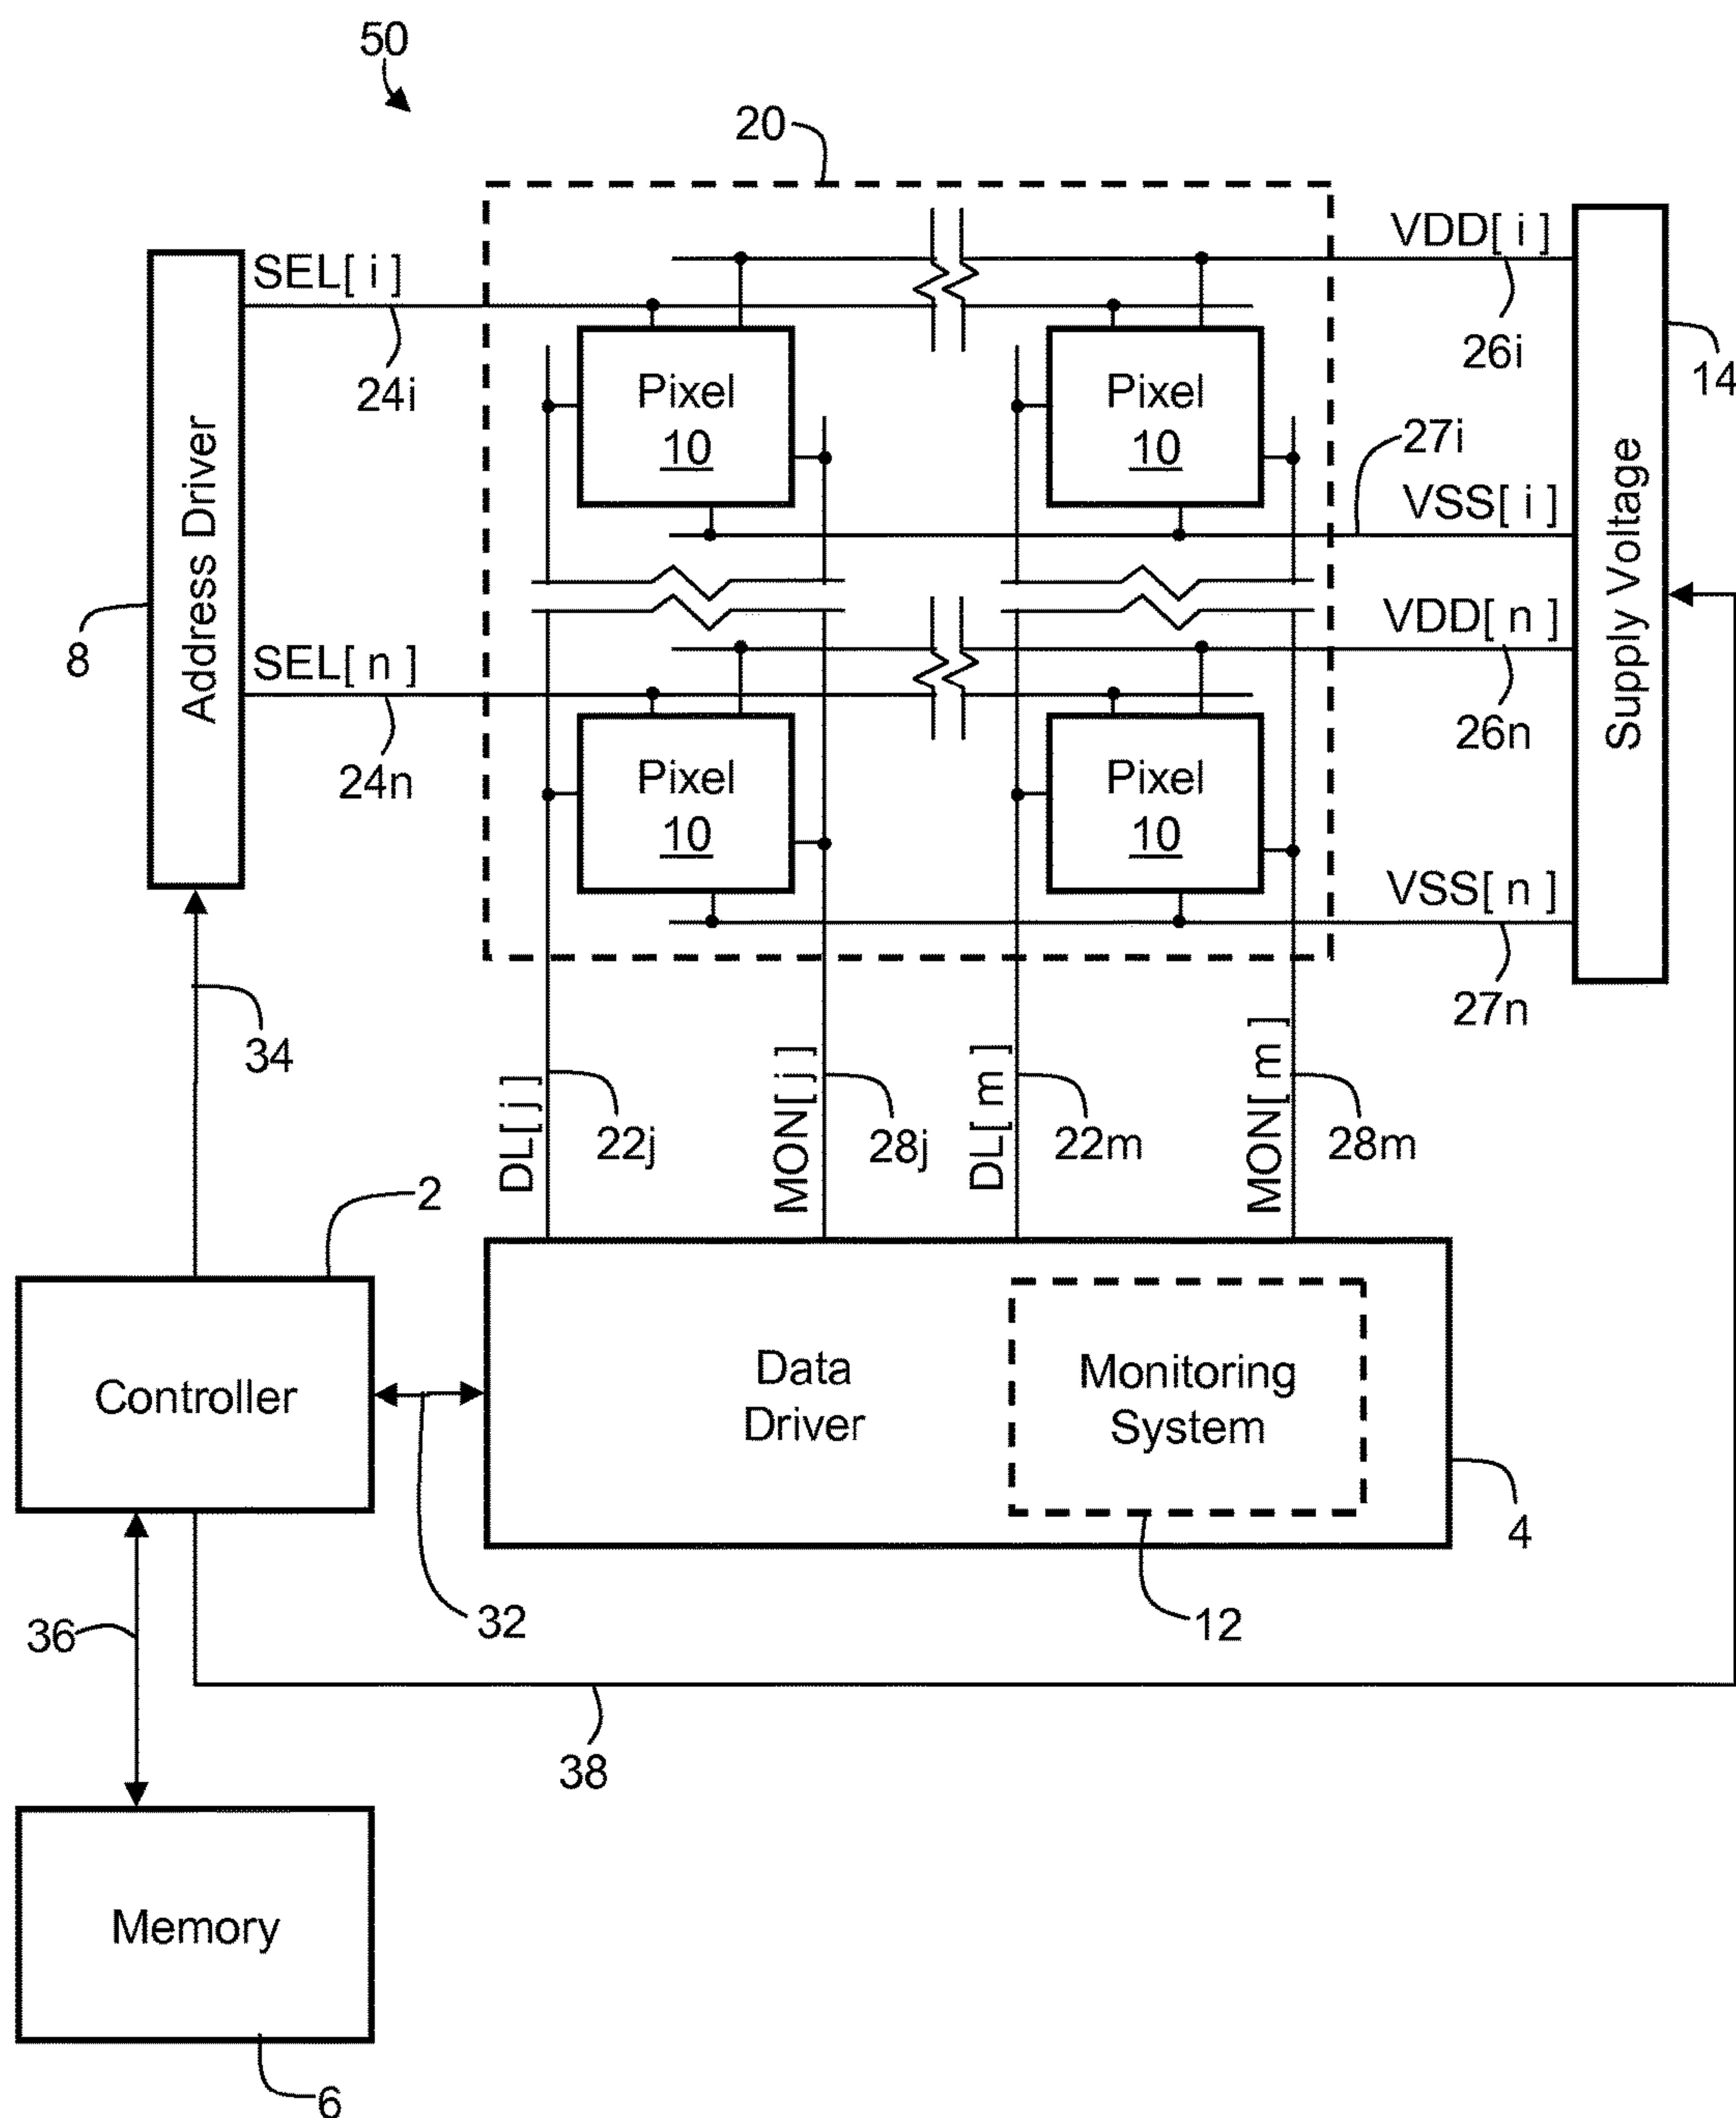 50
20
SEL[ i ]
VDD[ i ]
24i
26i
14
Address Driver
8
Pixel
10
Pixel
10
27i
VSS[ i ]
Supply Voltage
SEL[ n ]
VDD[ n ]
24n
26n
Pixel
10
Pixel
10
VSS[ n ]
27n
34
DL[ j ]
22j
MON[ j ]
28j
DL[ m ]
22m
MON[ m ]
28m
2
Controller
Data
Driver
Monitoring
System
4
32
12
36
38
Memory
6